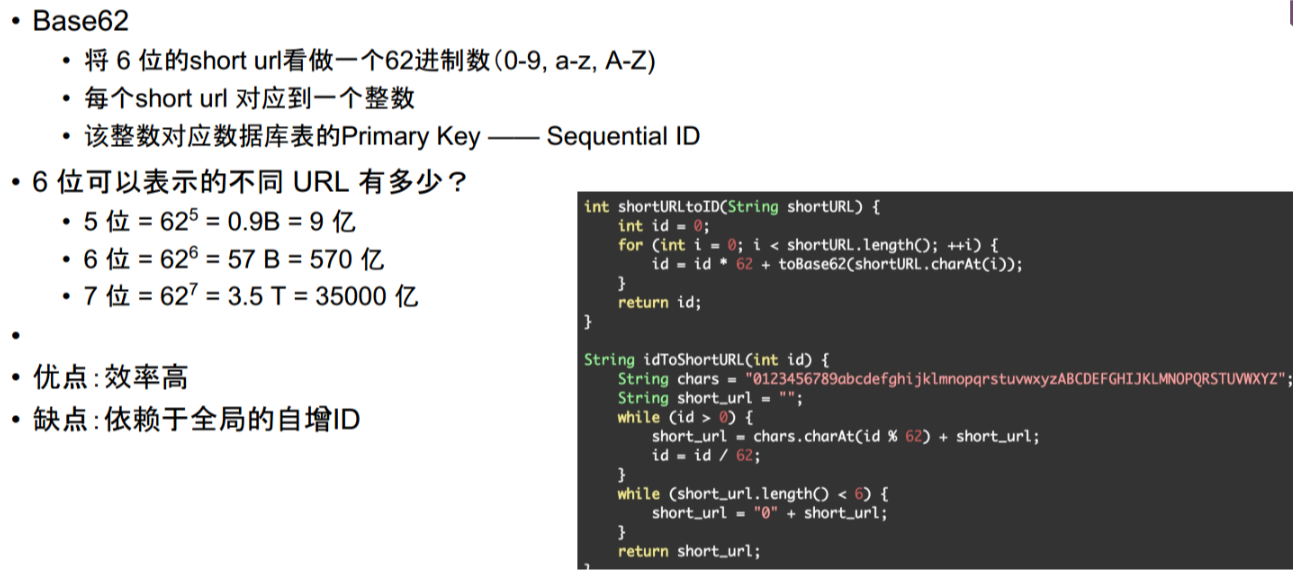 • Base62
• 将 6 位的short url看做一个62进制数（0-9, a-z, A-Z)
• 每个short url 对应到一个整数
• 该整数对应数据库表的Primary Key —— Sequential ID
• 6 位可以表示的不同 URL 有多少？
• 5 位 = 62⁵ = 0.9B = 9 亿
• 6 位 = 62⁶ = 57 B = 570 亿
• 7 位 = 62⁷ = 3.5 T = 35000 亿
•
• 优点：效率高
• 缺点：依赖于全局的自增ID
int shortURLtoID(String shortURL) {
    int id = 0;
    for (int i = 0; i < shortURL.length(); ++i) {
        id = id * 62 + toBase62(shortURL.charAt(i));
    }
    return id;
}
String idToShortURL(int id) {
    String chars = "0123456789abcdefghijklmnopqrstuvwxyzABCDEFGHIJKLMNOPQRSTUVWXYZ";
    String short_url = "";
    while (id > 0) {
        short_url = chars.charAt(id % 62) + short_url;
        id = id / 62;
    }
    while (short_url.length() < 6) {
        short_url = "0" + short_url;
    }
    return short_url;
}